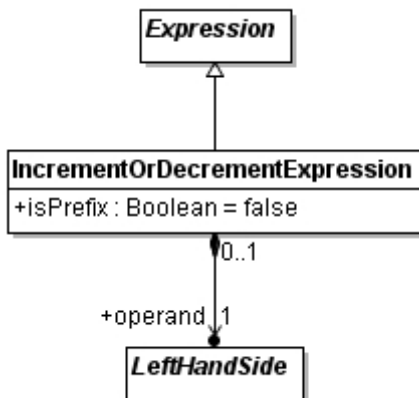 Expression
IncrementOrDecrementExpression
+isPrefix : Boolean = false
0..1
+operand 1
LeftHandSide